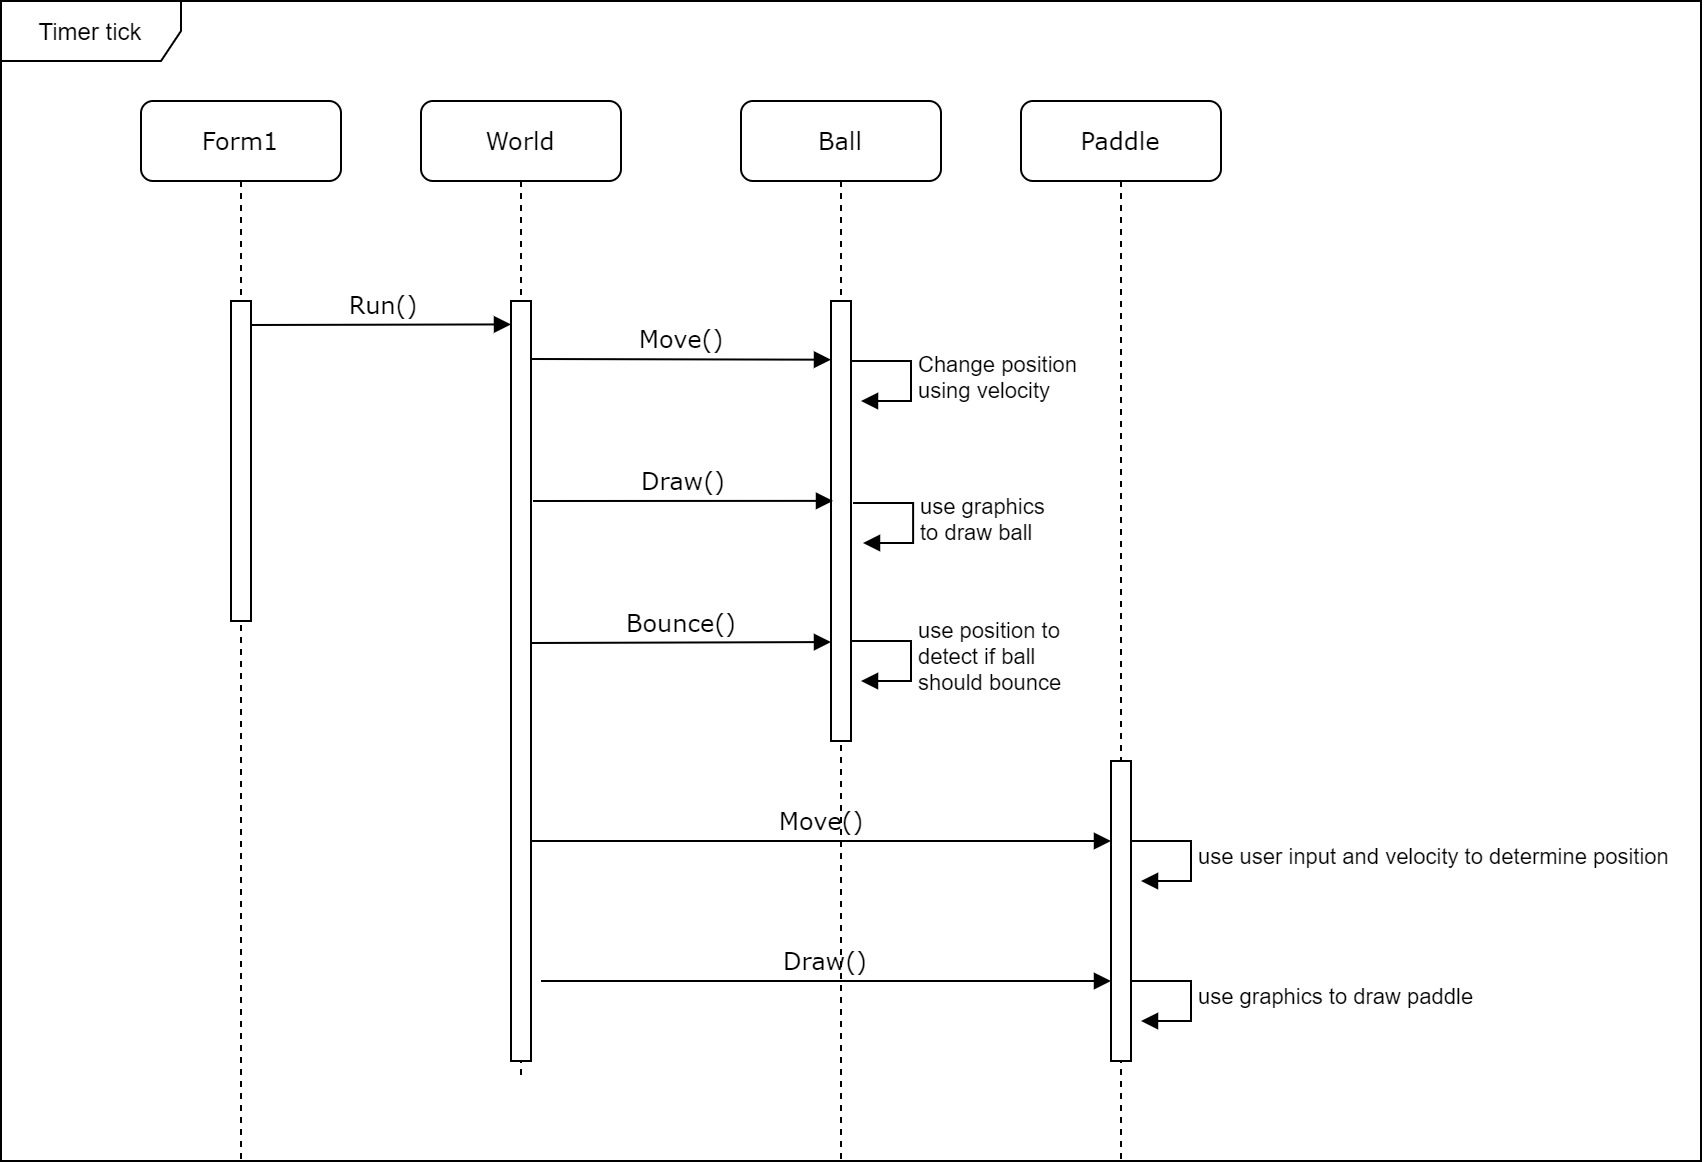 Timer tick
Form1
World
Ball
Paddle
Run()
Move()
Change position
using velocity
Draw()
use graphics
to draw ball
Bounce()
use position to
detect if ball
should bounce
Move()
use user input and velocity to determine position
Draw()
use graphics to draw paddle